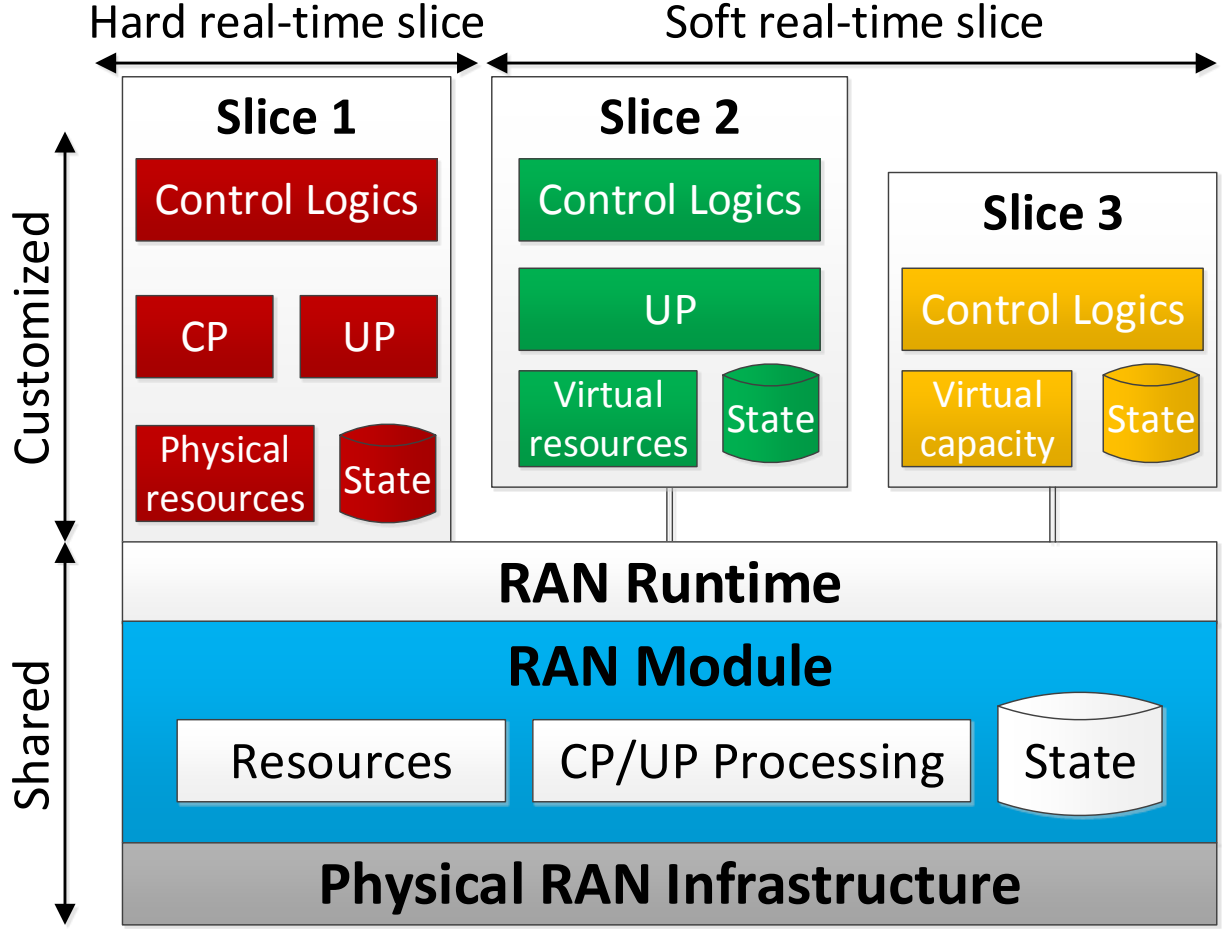 Hard real-time slice
Soft real-time slice
Customized
Shared
Slice 1
Control Logics
CP
UP
Physical
resources
State
Slice 2
Control Logics
UP
Virtual
resources
State
Slice 3
Control Logics
Virtual
capacity
State
RAN Runtime
RAN Module
Resources
CP/UP Processing
State
Physical RAN Infrastructure